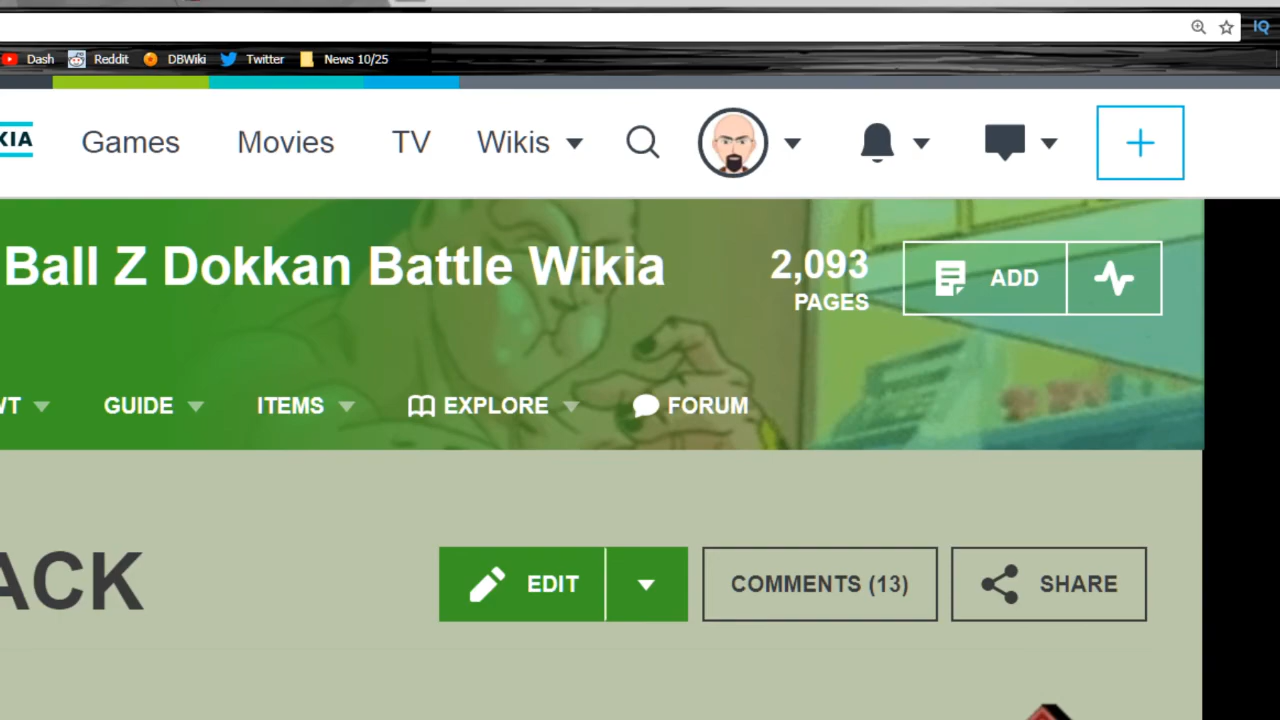 Dash Reddit DBWiki Twitter News 10/25
IQ
KIA Games Movies TV Wikis
Ball Z Dokkan Battle Wikia
2,093
PAGES
ADD
WT GUIDE ITEMS EXPLORE FORUM
ACK
EDIT COMMENTS (13) SHARE